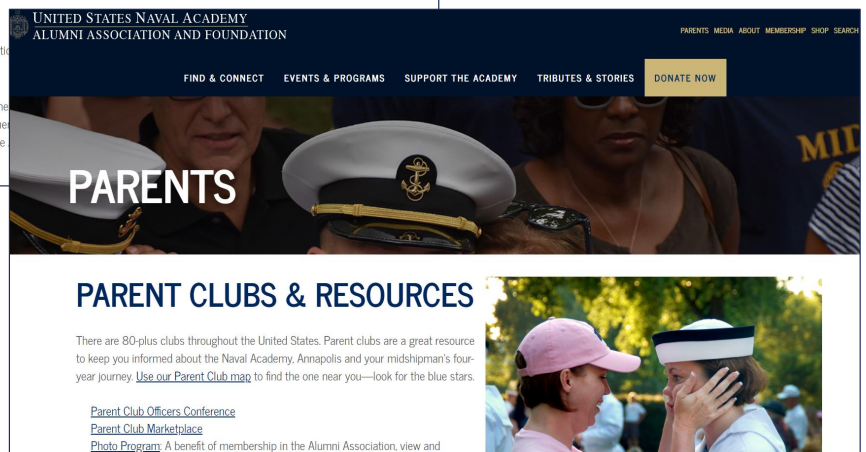 UNITED STATES NAVAL ACADEMY
ALUMNI ASSOCIATION AND FOUNDATION
PARENTS MEDIA ABOUT MEMBERSHIP SHOP SEARCH
FIND & CONNECT EVENTS & PROGRAMS SUPPORT THE ACADEMY TRIBUTES & STORIES DONATE NOW
PARENTS
PARENT CLUBS & RESOURCES
There are 80-plus clubs throughout the United States. Parent clubs are a great resource
to keep you informed about the Naval Academy, Annapolis and your midshipman's four-
year journey. Use our Parent Club map to find the one near you—look for the blue stars.
Parent Club Officers Conference
Parent Club Marketplace
Photo Program: A benefit of membership in the Alumni Association, view and